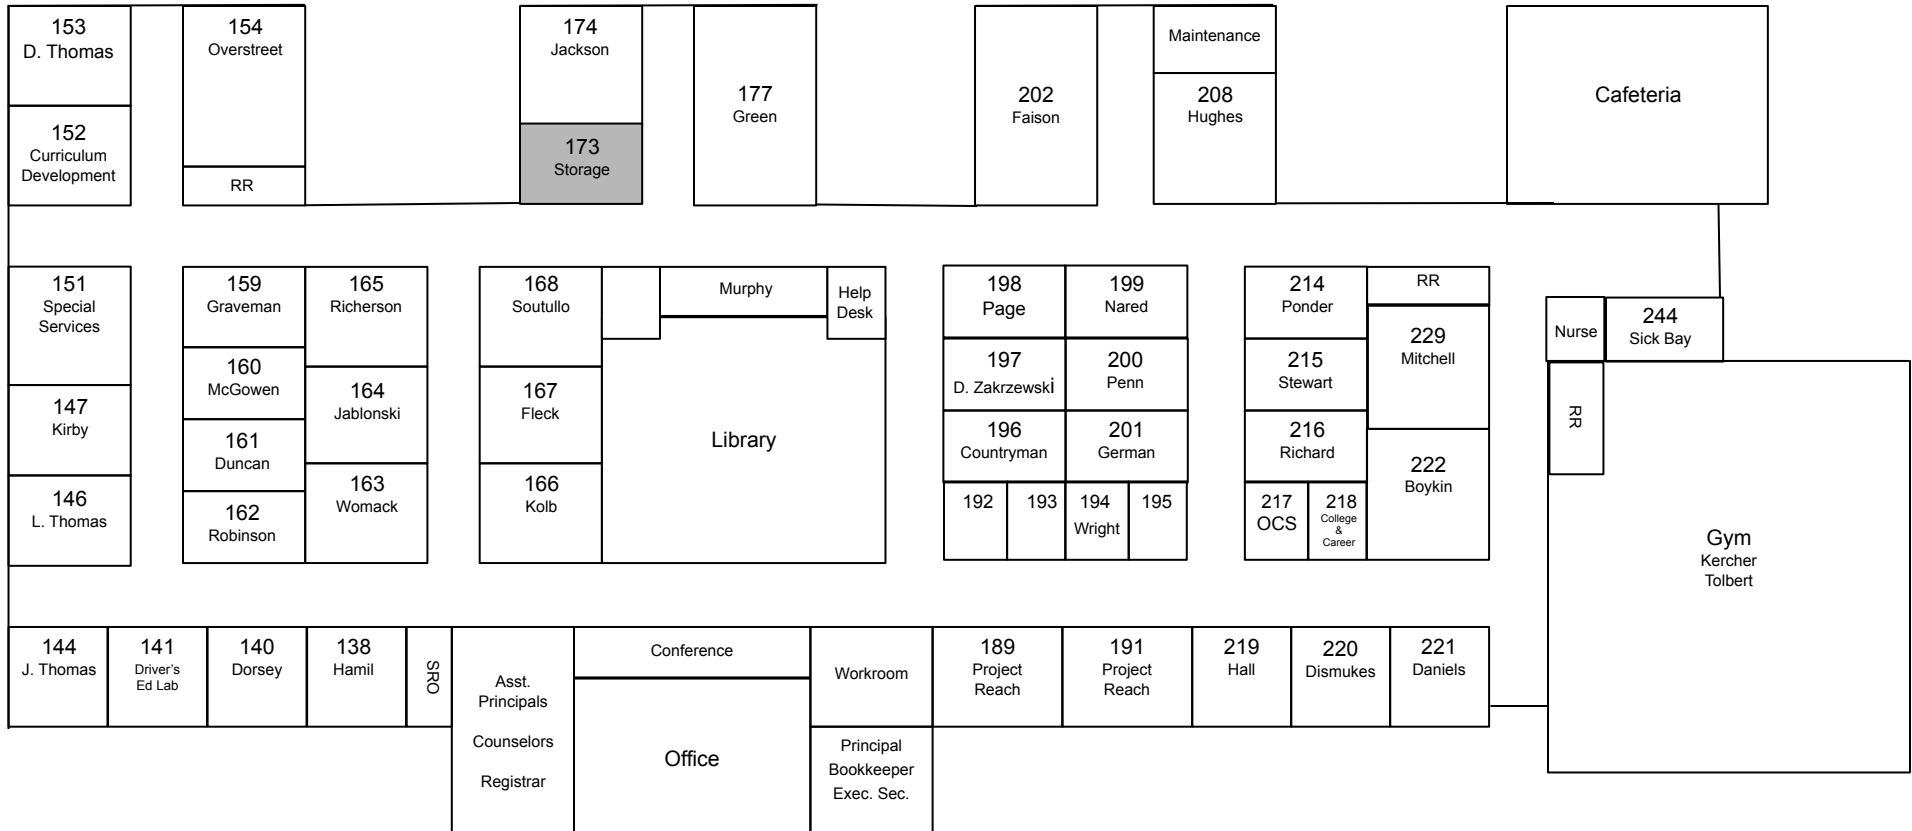 153
D. Thomas
154
Overstreet
174
Jackson
177
Green
202
Faison
Maintenance
208
Hughes
Cafeteria
152
Curriculum
Development
RR
173
Storage
151
Special
Services
159
Graveman
165
Richerson
168
Soutullo
Murphy
Help
Desk
198
Page
199
Nared
214
Ponder
RR
Nurse
244
Sick Bay
160
McGowen
164
Jablonski
167
Fleck
197
D. Zakrzewski
200
Penn
215
Stewart
229
Mitchell
147
Kirby
161
Duncan
Library
196
Countryman
201
German
216
Richard
RR
146
L. Thomas
162
Robinson
163
Womack
166
Kolb
192
193
194
Wright
195
217
OCS
218
College
&
Career
222
Boykin
Gym
Kercher
Tolbert
144
J. Thomas
141
Driver's
Ed Lab
140
Dorsey
138
Hamil
SRO
Asst.
Principals
Counselors
Registrar
Conference
Office
Workroom
Principal
Bookkeeper
Exec. Sec.
189
Project
Reach
191
Project
Reach
219
Hall
220
Dismukes
221
Daniels